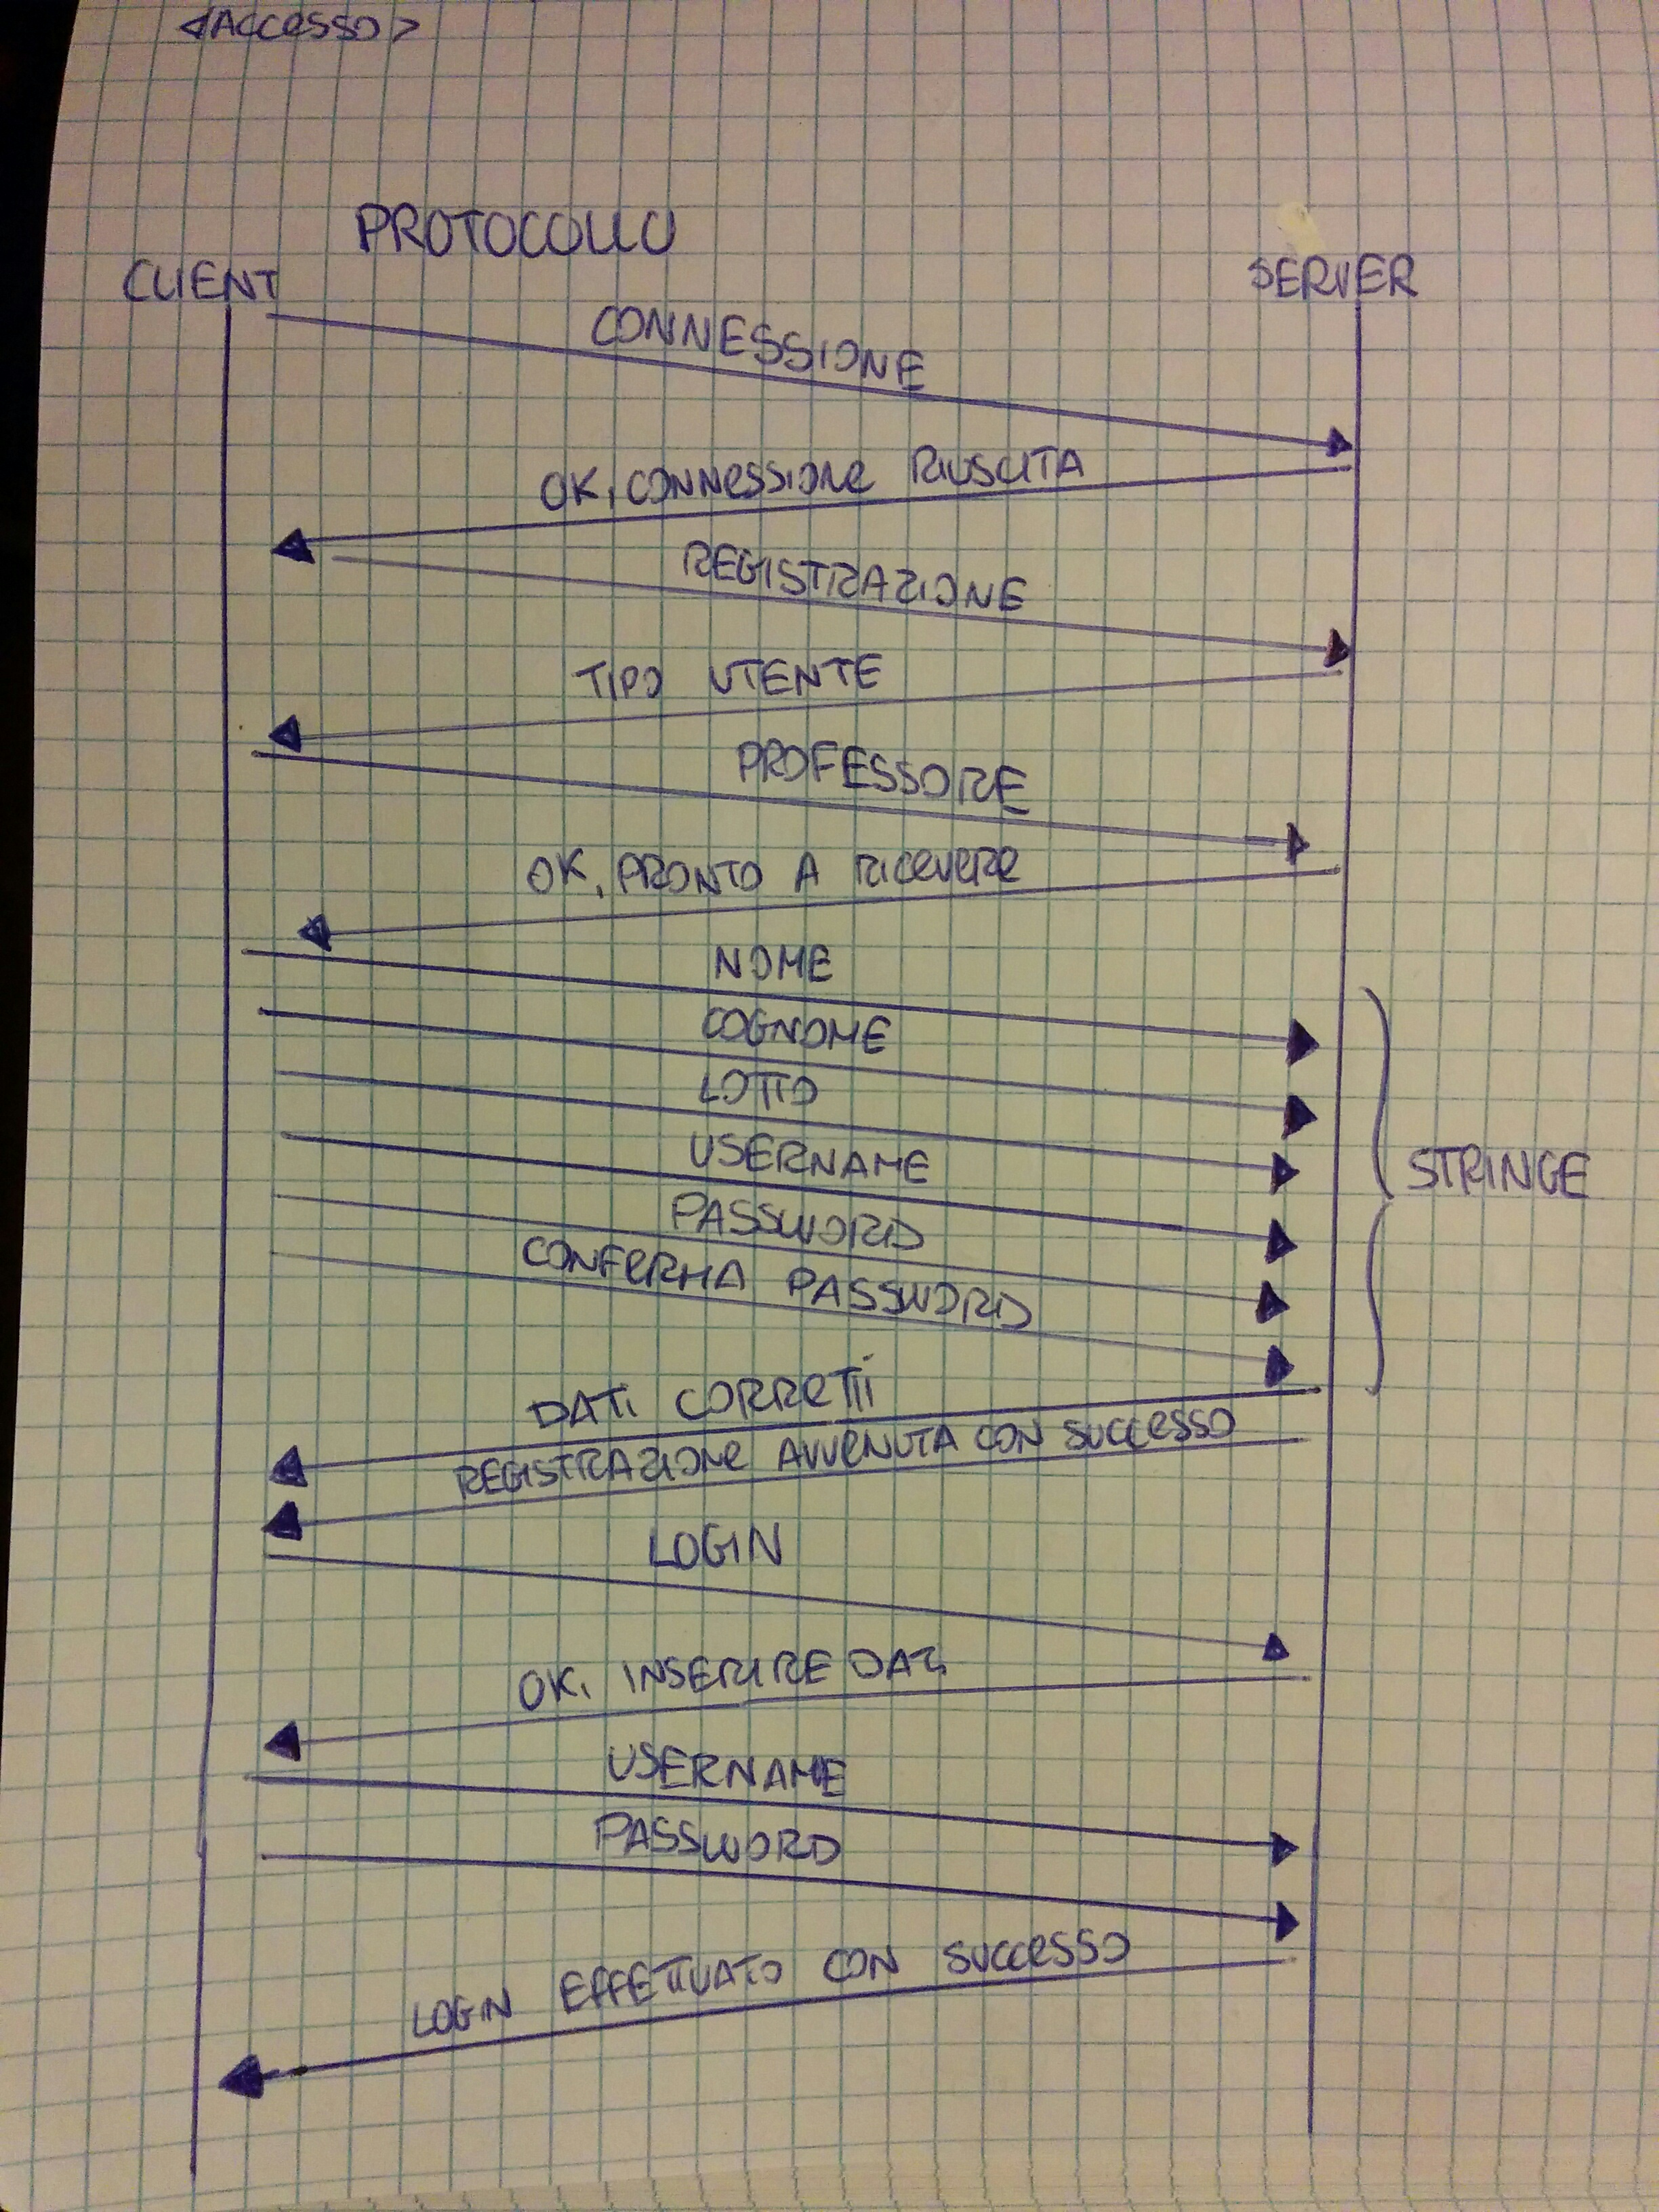 <Accesso>
PROTOCOLLO
CLIENT
SERVER
CONNESSIONE
OK, CONNESSIONE RIUSCITA
REGISTRAZIONE
TIPO UTENTE
PROFESSORE
OK, PRONTO A RICEVERE
NOME
COGNOME
LOTTO
USERNAME
STRINGE
PASSWORD
CONFERMA PASSWORD
DATI CORRETTI
REGISTRAZIONE AVVENUTA CON SUCCESSO
LOGIN
OK, INSERIRE DATI
USERNAME
PASSWORD
LOGIN EFFETTUATO CON SUCCESSO